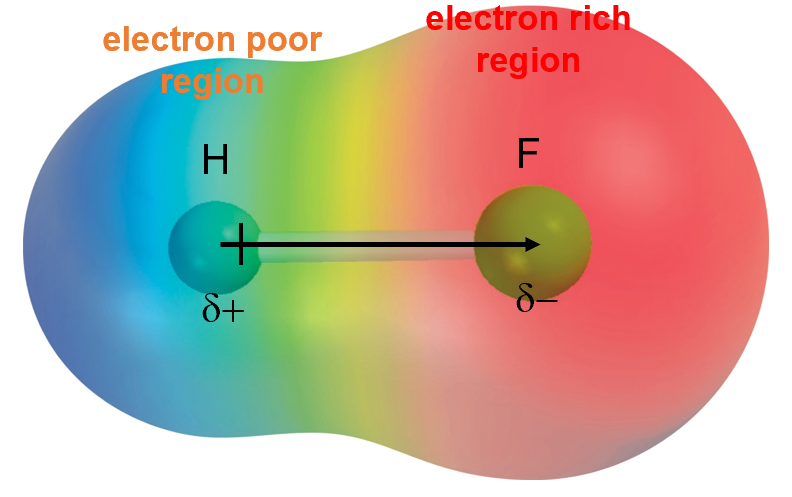 electron poor
region
electron rich
region
H
F
δ+
δ−